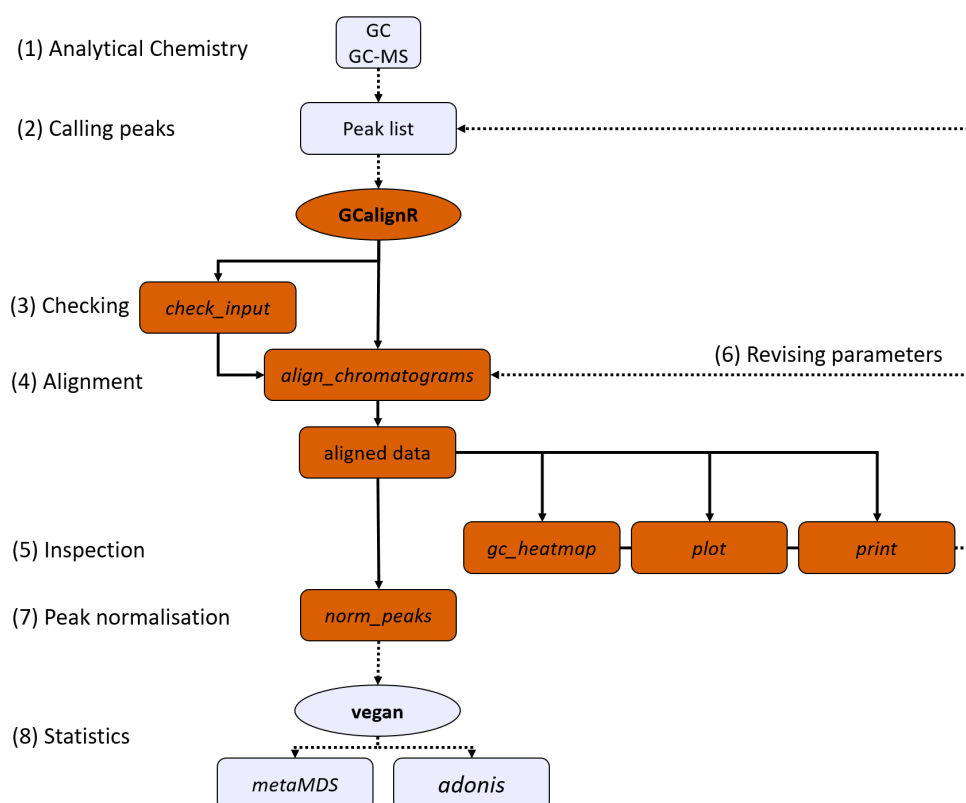 (1) Analytical Chemistry
GC
GC-MS
(2) Calling peaks
Peak list
GCalignR
(3) Checking
check_input
(6) Revising parameters
(4) Alignment
align_chromatograms
aligned data
(5) Inspection
gc_heatmap
plot
print
(7) Peak normalisation
norm_peaks
vegan
(8) Statistics
metaMDS
adonis